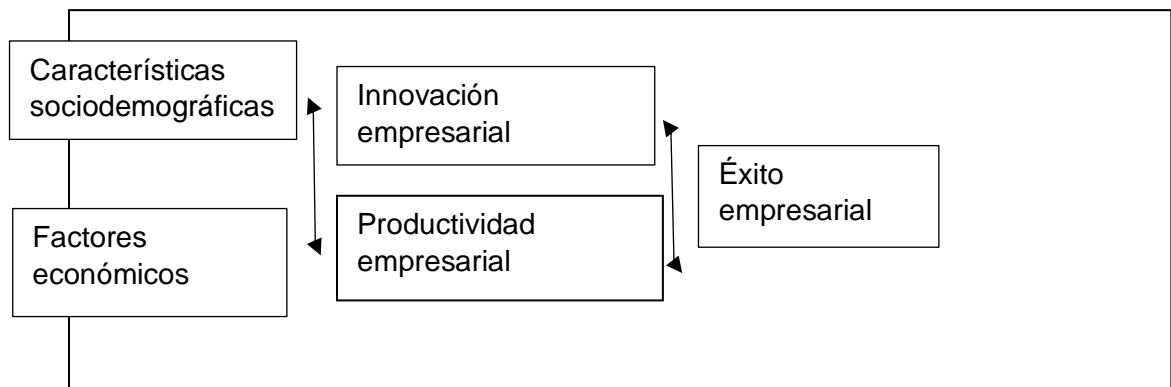 Características
sociodemográficas
Factores
económicos
Innovación
empresarial
Productividad
empresarial
Éxito
empresarial